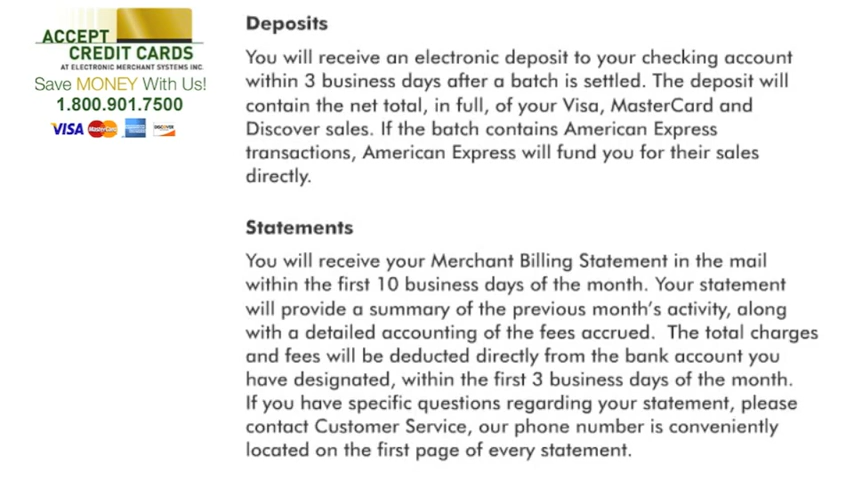 ACCEPT
CREDIT CARDS
AT ELECTRONIC MERCHANT SYSTEMS INC.
Save MONEY With Us!
1.800.901.7500
VISA MasterCard AMERICAN EXPRESS DISCOVER
Deposits
You will receive an electronic deposit to your checking account
within 3 business days after a batch is settled. The deposit will
contain the net total, in full, of your Visa, MasterCard and
Discover sales. If the batch contains American Express
transactions, American Express will fund you for their sales
directly.
Statements
You will receive your Merchant Billing Statement in the mail
within the first 10 business days of the month. Your statement
will provide a summary of the previous month's activity, along
with a detailed accounting of the fees accrued.  The total charges
and fees will be deducted directly from the bank account you
have designated, within the first 3 business days of the month.
If you have specific questions regarding your statement, please
contact Customer Service, our phone number is conveniently
located on the first page of every statement.